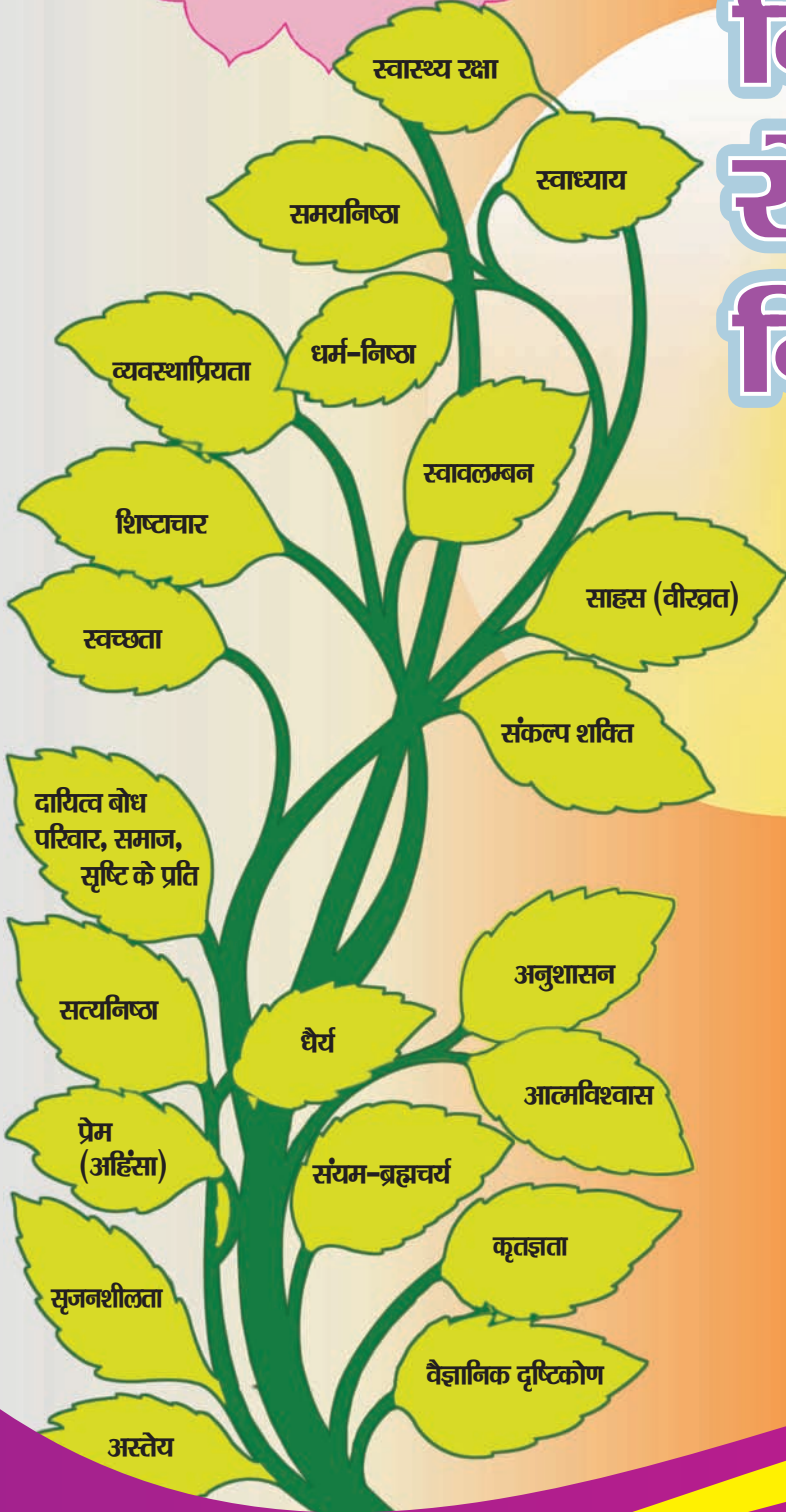 स्वास्थ्य रक्षा
स्वाध्याय
समयनिष्ठा
धर्म-निष्ठा
व्यवस्थाप्रियता
स्वावलम्बन
शिष्टाचार
साहस (वीरव्रत)
स्वच्छता
संकल्प शक्ति
दायित्व बोध
परिवार, समाज,
सृष्टि के प्रति
अनुशासन
सत्यनिष्ठा
धैर्य
आत्मविश्वास
प्रेम
(अहिंसा)
संयम-ब्रह्मचर्य
कृतज्ञता
सृजनशीलता
वैज्ञानिक दृष्टिकोण
अस्तेय